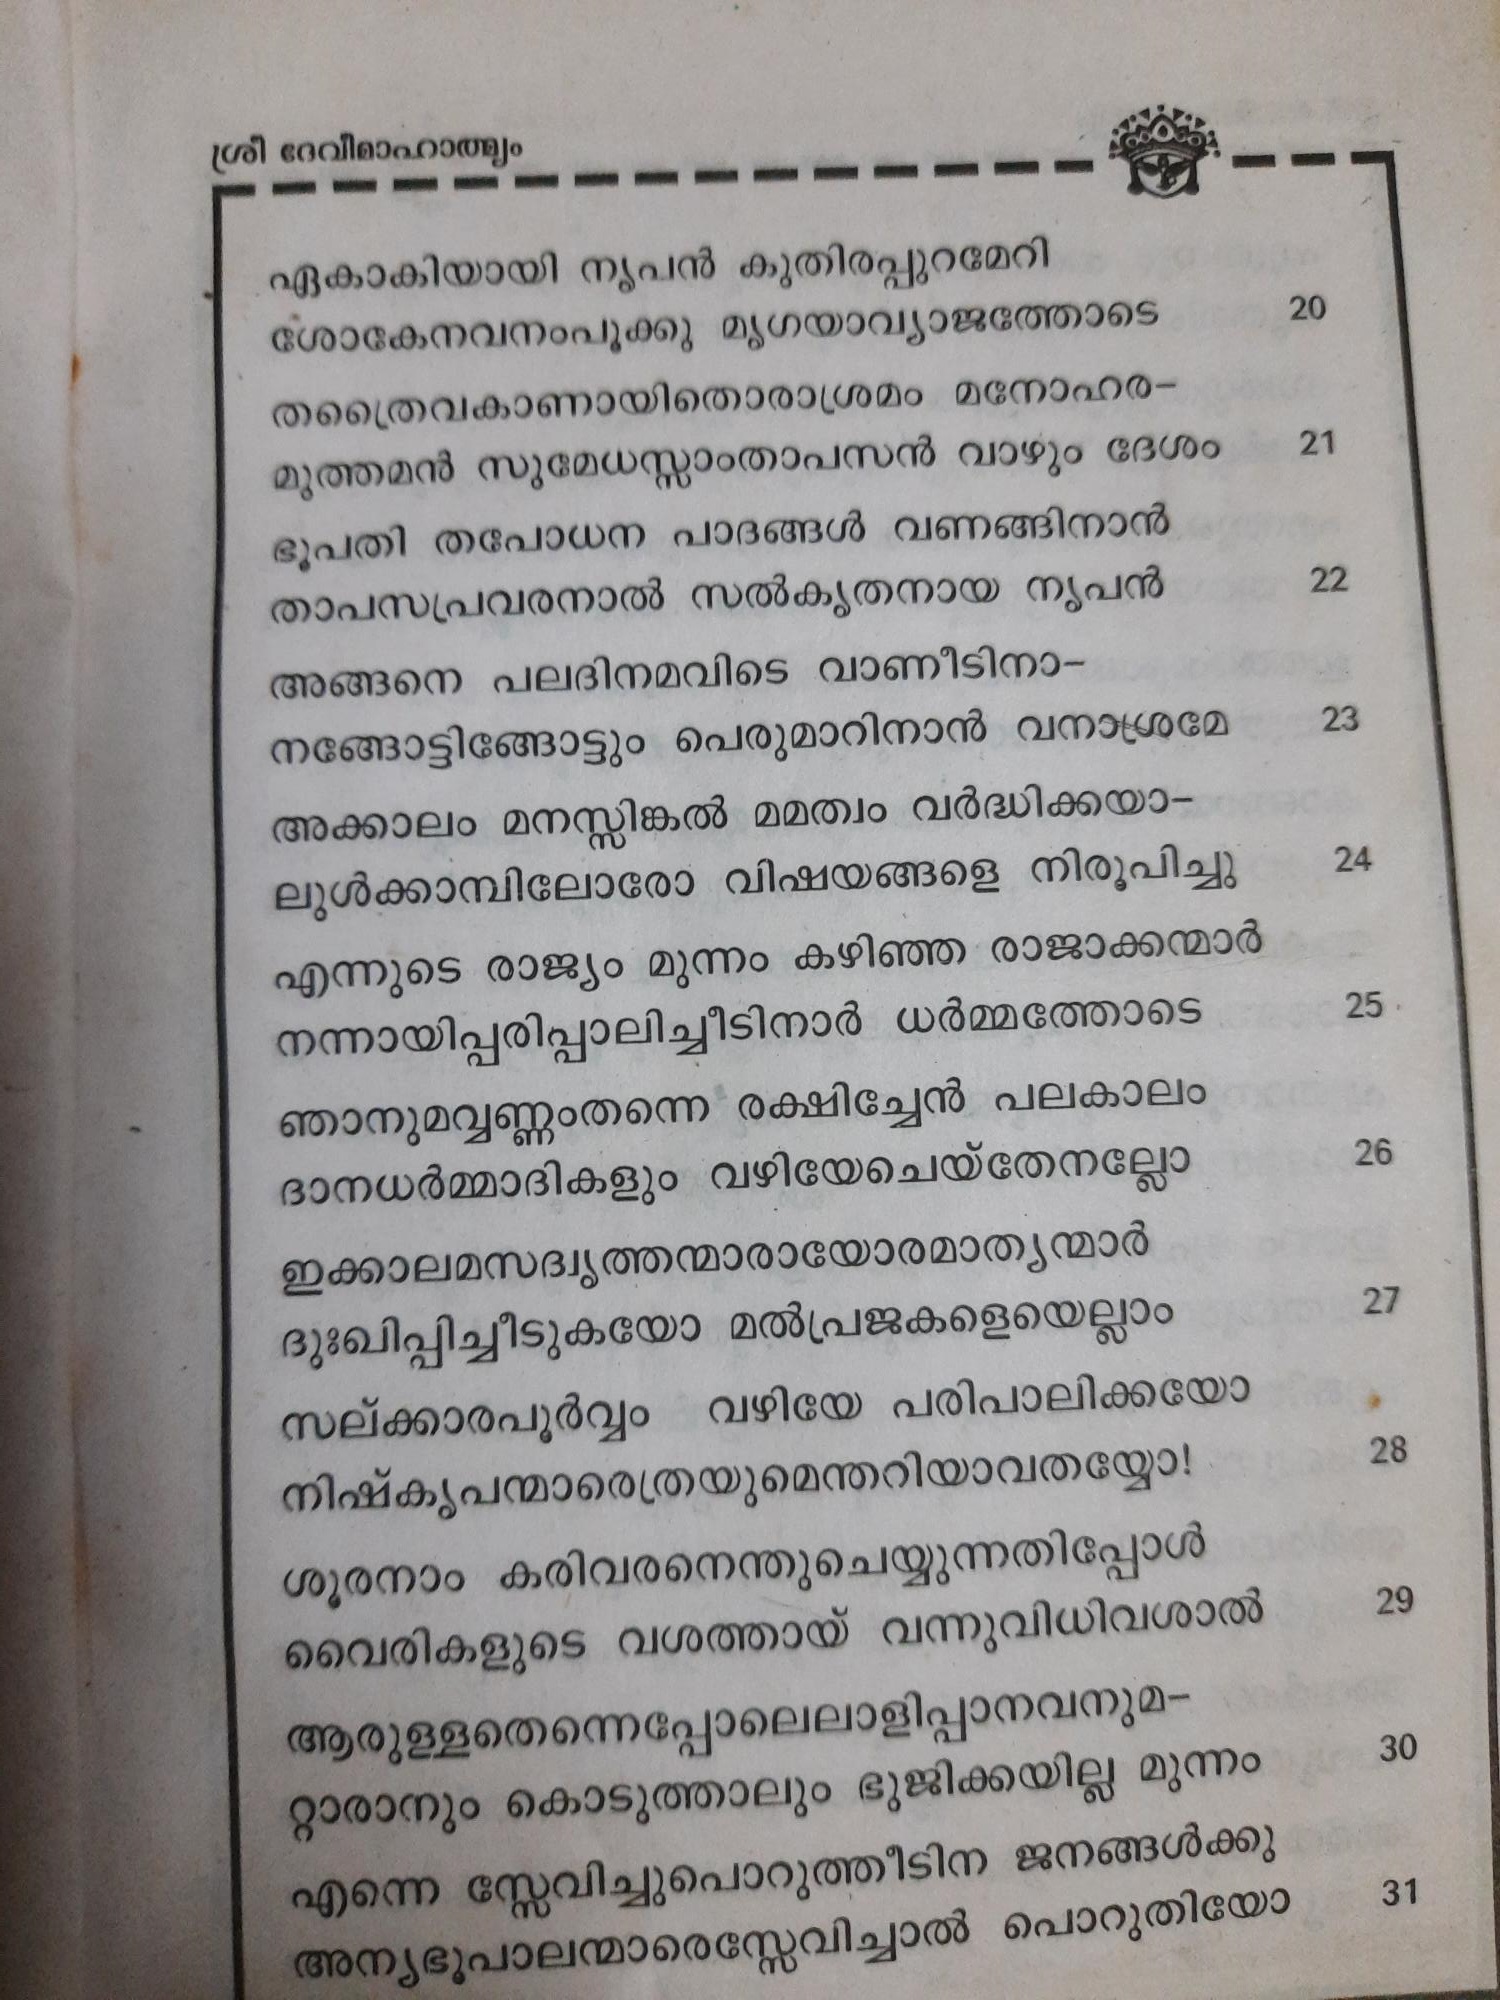 ശ്രീ ദേവീമാഹാത്മ്യം
ഏകാകിയായി നൃപൻ കുതിരപ്പുറമേറി
ശോകേനവനംപൂക്കു മൃഗയാവ്യാജത്തോടെ 20
തത്രൈവകാണായിതൊരാശ്രമം മനോഹര-
മുത്തമൻ സുമേധസ്സാംതാപസൻ വാഴും ദേശം 21
ഭൂപതി തപോധന പാദങ്ങൾ വണങ്ങിനാൻ
താപസപ്രവരനാൽ സൽകൃതനായ നൃപൻ 22
അങ്ങനെ പലദിനമവിടെ വാണീടിനാ-
നങ്ങോട്ടിങ്ങോട്ടും പെരുമാറിനാൻ വനാശ്രമേ 23
അക്കാലം മനസ്സിങ്കൽ മമത്വം വർദ്ധിക്കയാ-
ലുൾക്കാമ്പിലോരോ വിഷയങ്ങളെ നിരൂപിച്ചു 24
എന്നുടെ രാജ്യം മുന്നം കഴിഞ്ഞ രാജാക്കന്മാർ
നന്നായിപ്പരിപ്പാലിച്ചീടിനാർ ധർമ്മത്തോടെ 25
ഞാനുമവ്വണ്ണംതന്നെ രക്ഷിച്ചേൻ പലകാലം
ദാനധർമ്മാദികളും വഴിയേചെയ്തേനല്ലോ 26
ഇക്കാലമസദ്വൃത്തന്മാരായോരമാത്യന്മാർ
ദുഃഖിപ്പിച്ചീടുകയോ മൽപ്രജകളെയെല്ലാം 27
സല്ക്കാരപൂർവ്വം വഴിയേ പരിപാലിക്കയോ
നിഷ്കൃപന്മാരെത്രയുമെന്തറിയാവതയ്യോ! 28
ശൂരനാം കരിവരനെന്തുചെയ്യുന്നതിപ്പോൾ
വൈരികളുടെ വശത്തായ് വന്നുവിധിവശാൽ 29
ആരുള്ളതെന്നെപ്പോലെലാളിപ്പാനവനുമ-
റ്റാരാനും കൊടുത്താലും ഭുജിക്കയില്ല മുന്നം 30
എന്നെ സ്സേവിച്ചുപൊറുത്തീടിന ജനങ്ങൾക്കു
അന്യഭൂപാലന്മാരെസ്സേവിച്ചാൽ പൊറുതിയോ 31